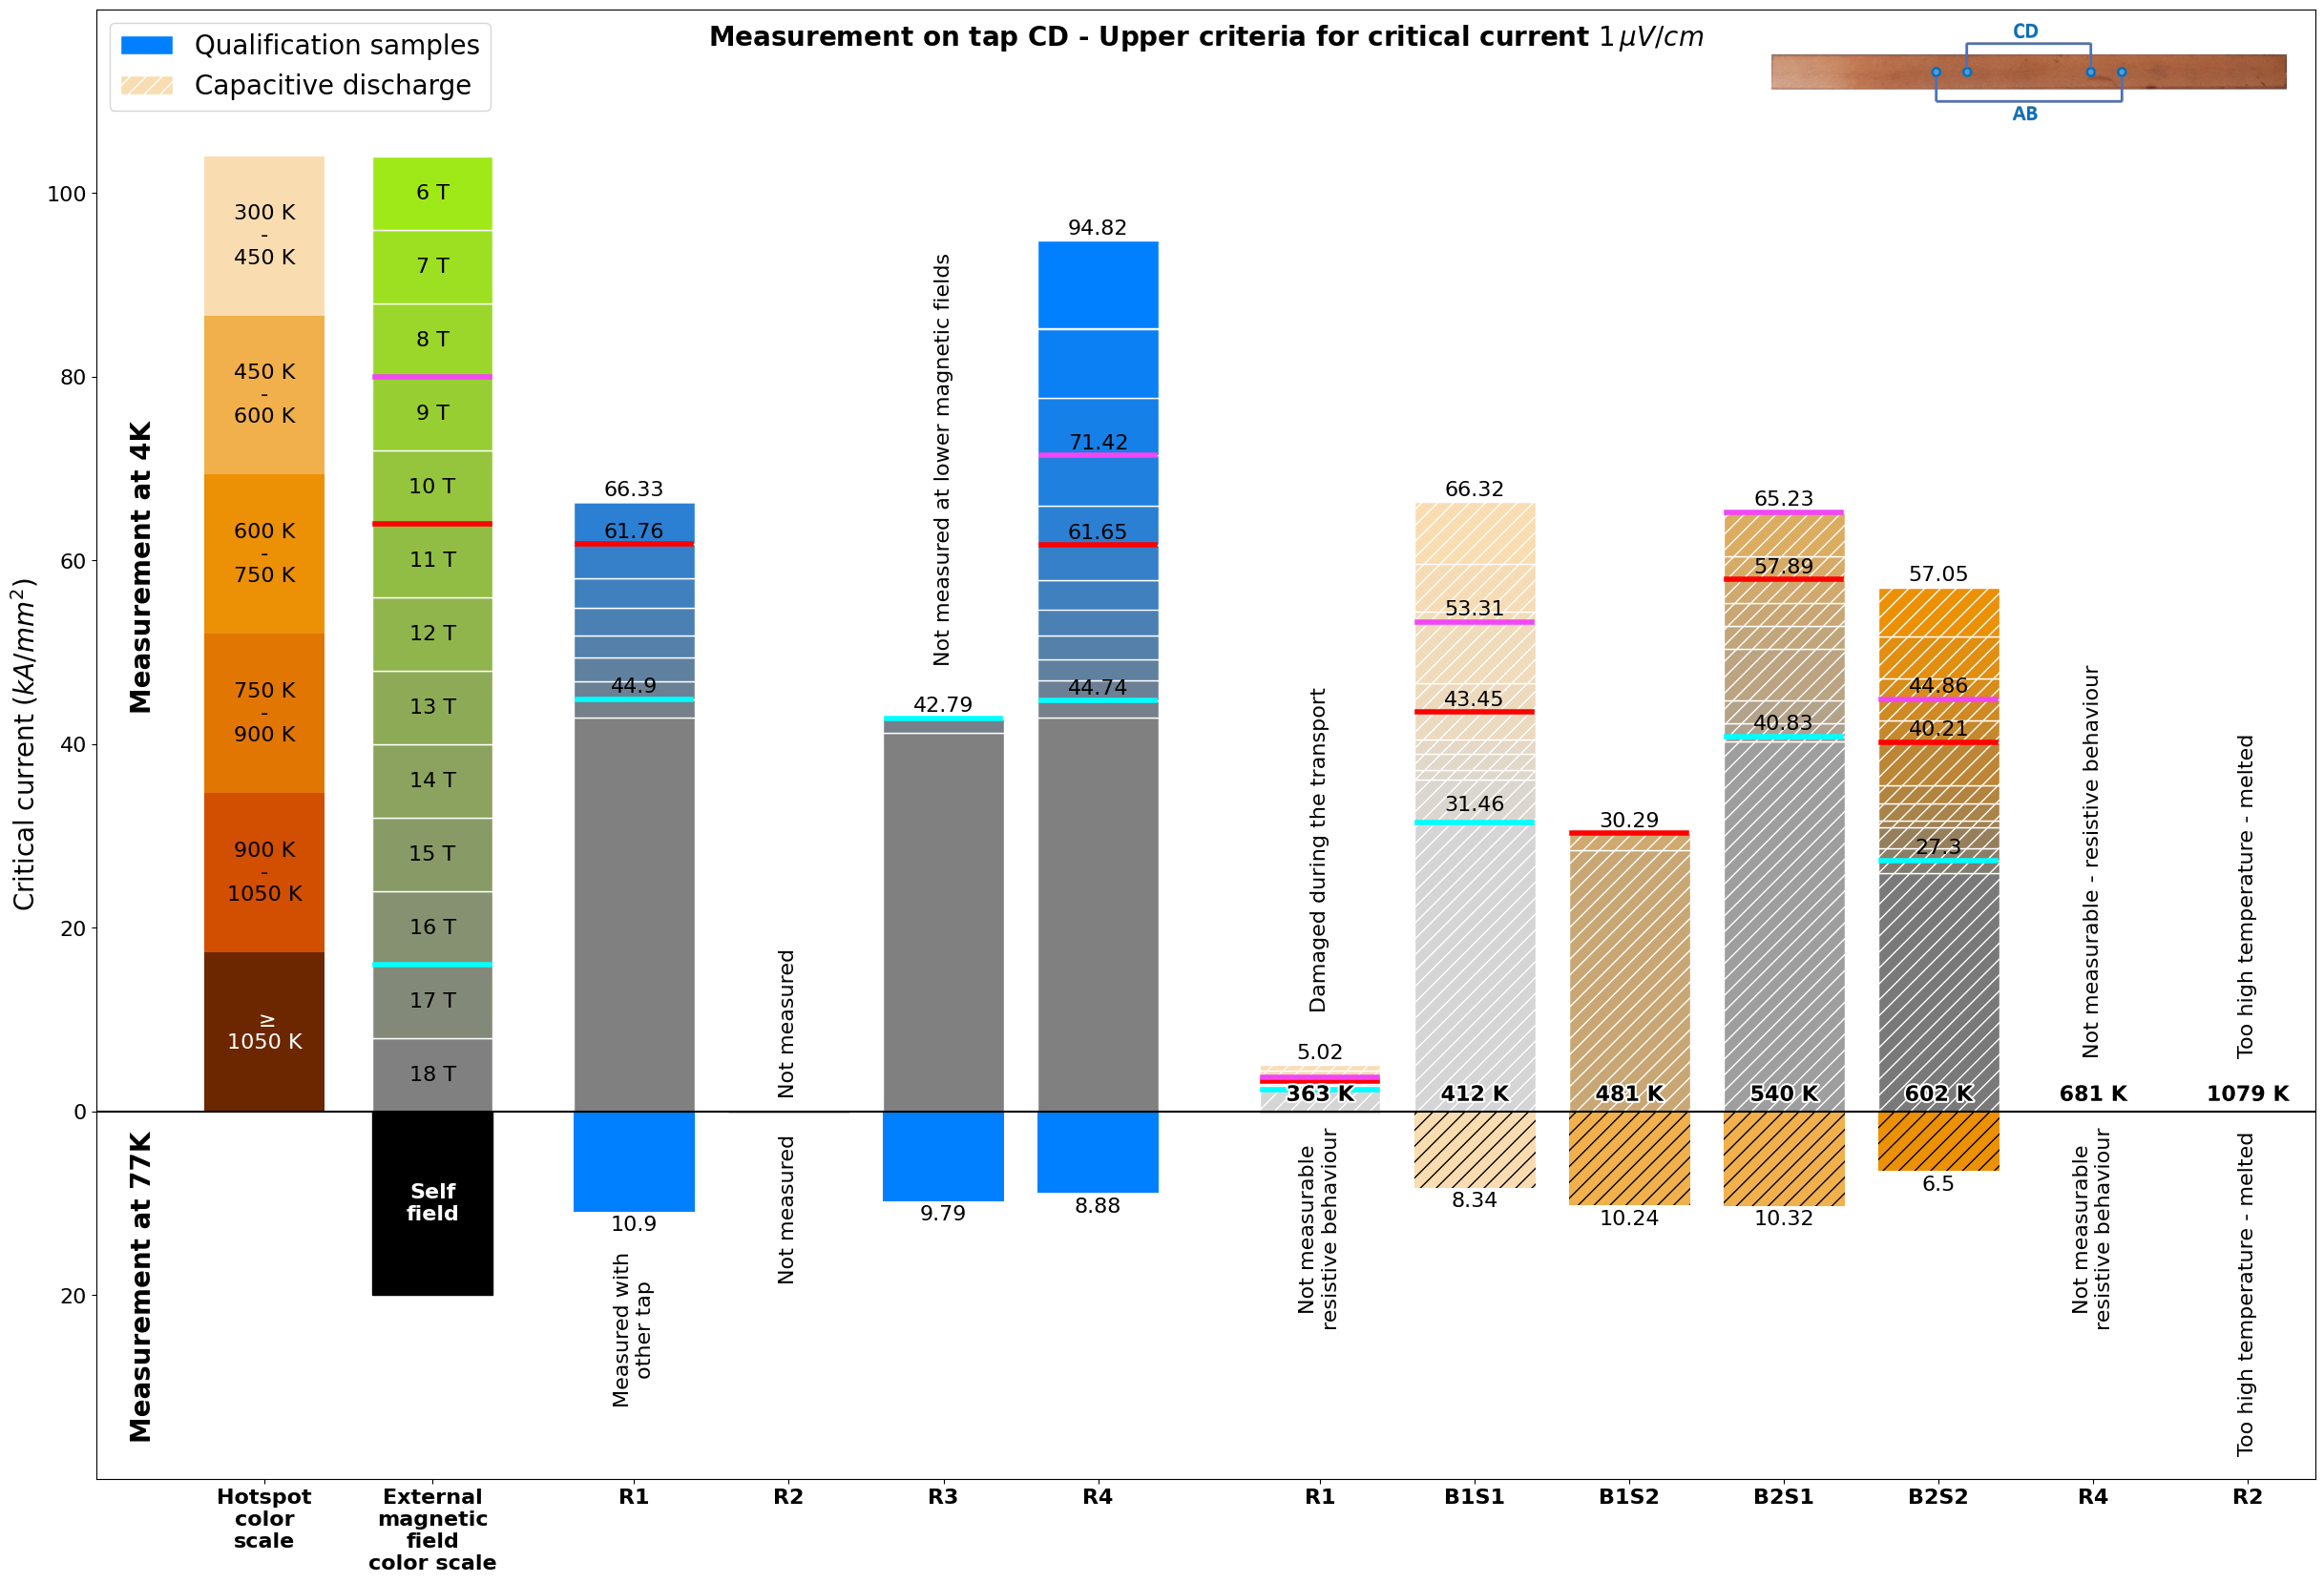 Measurement on tap CD - Upper criteria for critical current 1 μV/cm
Qualification samples
Capacitive discharge
CD
AB
Critical current (kA/mm²)
100
80
60
40
20
0
20
Measurement at 4K
Measurement at 77K
300 K
-
450 K
450 K
-
600 K
600 K
-
750 K
750 K
-
900 K
900 K
-
1050 K
≥
1050 K
6 T
7 T
8 T
9 T
10 T
11 T
12 T
13 T
14 T
15 T
16 T
17 T
18 T
Self
field
66.33
61.76
44.9
10.9
Measured with
other tap
Not measured
Not measured
Not measured at lower magnetic fields
42.79
9.79
94.82
71.42
61.65
44.74
8.88
Damaged during the transport
5.02
363 K
Not measurable
resistive behaviour
66.32
53.31
43.45
31.46
412 K
8.34
30.29
481 K
10.24
65.23
57.89
40.83
540 K
10.32
57.05
44.86
40.21
27.3
602 K
6.5
Not measurable - resistive behaviour
681 K
Not measurable
resistive behaviour
Too high temperature - melted
1079 K
Too high temperature - melted
Hotspot
color
scale
External
magnetic
field
color scale
R1
R2
R3
R4
R1
B1S1
B1S2
B2S1
B2S2
R4
R2